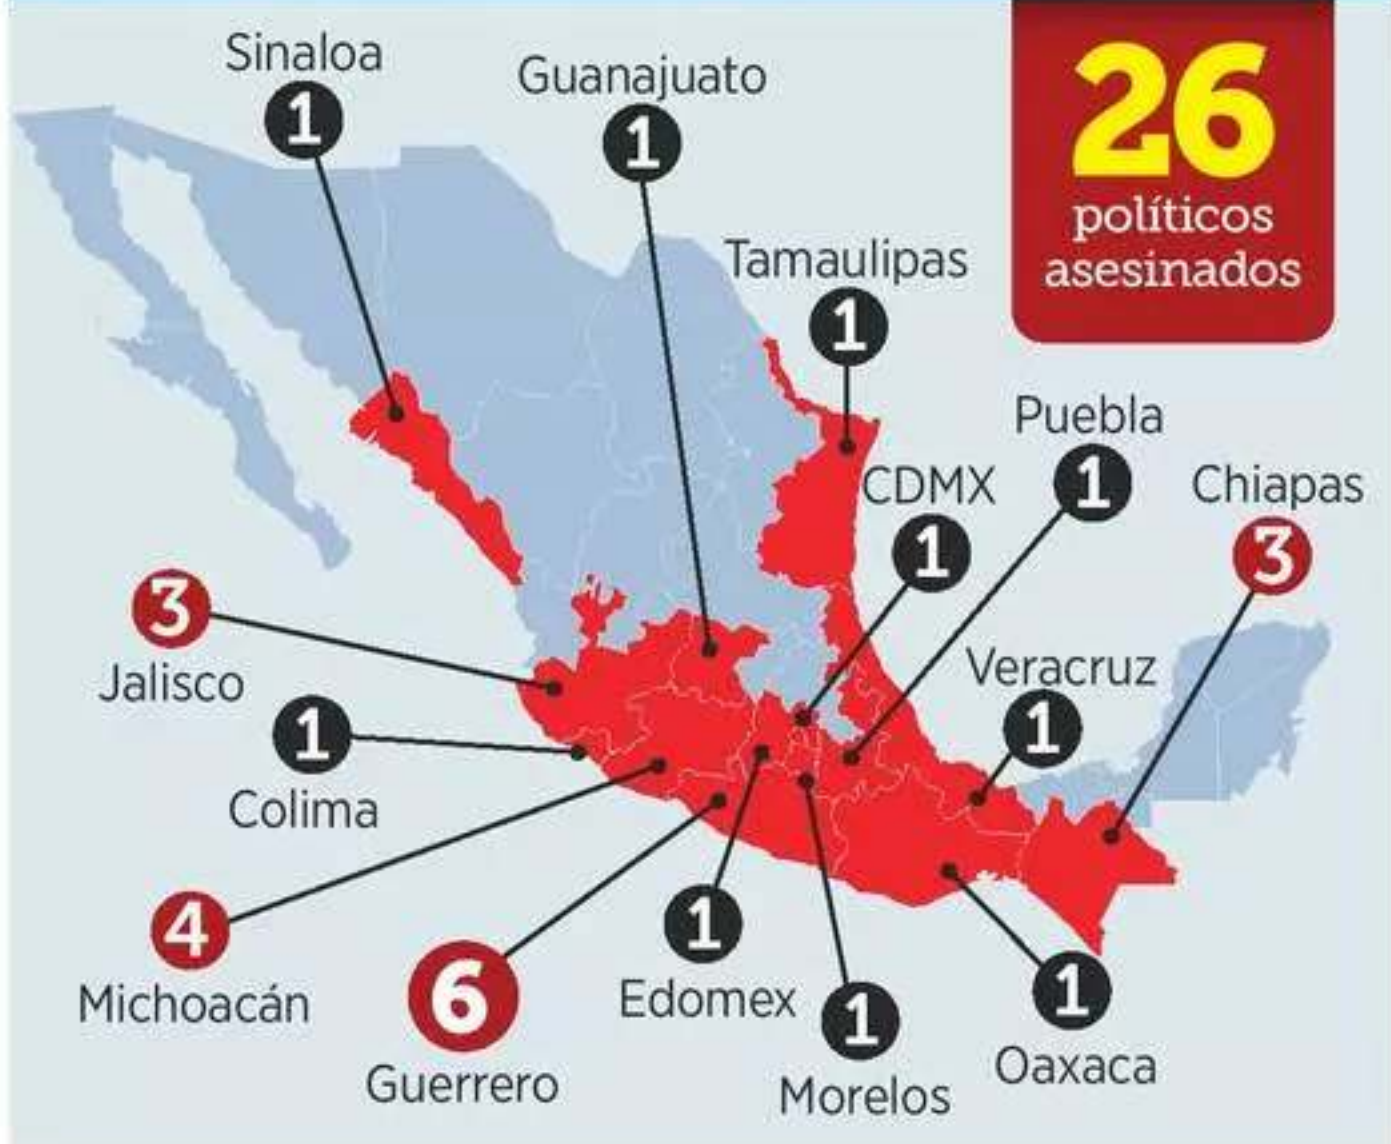 Sinaloa
1
Guanajuato
1
26
políticos
asesinados
Tamaulipas
1
Puebla
1
CDMX
1
Chiapas
3
3
Jalisco
Veracruz
1
1
Colima
4
Michoacán
6
Guerrero
1
Edomex
1
Morelos
1
Oaxaca